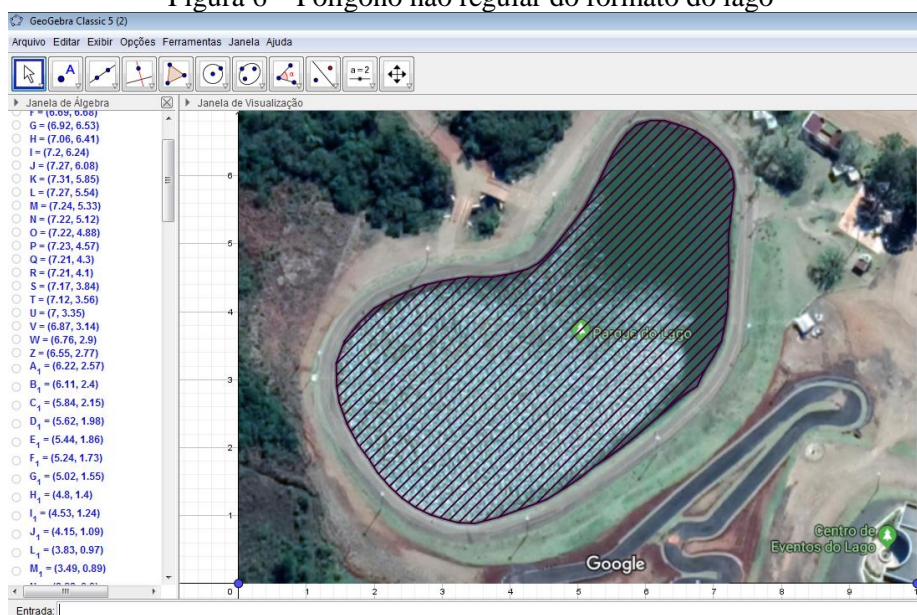 Figura 6 – Polígono não regular do formato do lago
GeoGebra Classic 5 (2)
Arquivo Editar Exibir Opções Ferramentas Janela Ajuda
A
α
a=2
Janela de Álgebra
Janela de Visualização
F = (6.69, 6.68)
G = (6.92, 6.53)
H = (7.06, 6.41)
I = (7.2, 6.24)
J = (7.27, 6.08)
K = (7.31, 5.85)
L = (7.27, 5.54)
M = (7.24, 5.33)
N = (7.22, 5.12)
O = (7.22, 4.88)
P = (7.23, 4.57)
Q = (7.21, 4.3)
R = (7.21, 4.1)
S = (7.17, 3.84)
T = (7.12, 3.56)
U = (7, 3.35)
V = (6.87, 3.14)
W = (6.76, 2.9)
Z = (6.55, 2.77)
A₁ = (6.22, 2.57)
B₁ = (6.11, 2.4)
C₁ = (5.84, 2.15)
D₁ = (5.62, 1.98)
E₁ = (5.44, 1.86)
F₁ = (5.24, 1.73)
G₁ = (5.02, 1.55)
H₁ = (4.8, 1.4)
I₁ = (4.53, 1.24)
J₁ = (4.15, 1.09)
L₁ = (3.83, 0.97)
M₁ = (3.49, 0.89)
6
5
4
3
2
1
Parque do Lago
Centro de
Eventos do Lago
Google
0 1 2 3 4 5 6 7 8 9
Entrada: